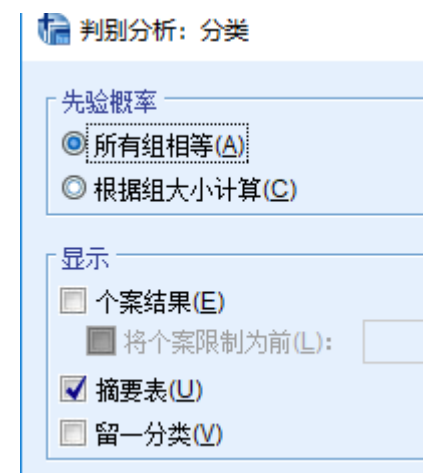 判别分析：分类
先验概率
所有组相等(A)
根据组大小计算(C)
显示
个案结果(E)
将个案限制为前(L):
摘要表(U)
留一分类(V)